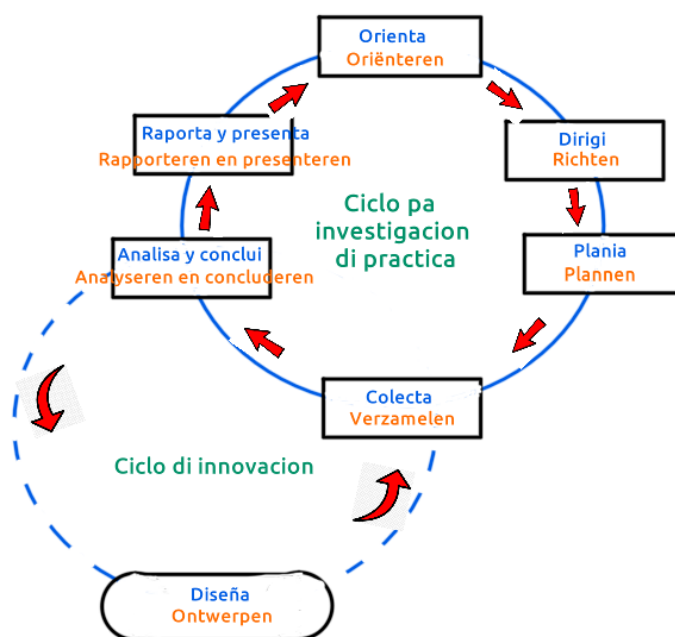 Orienta
Oriënteren
Dirigi
Richten
Plania
Plannen
Colecta
Verzamelen
Analisa y conclui
Analyseren en concluderen
Raporta y presenta
Rapporteren en presenteren
Ciclo pa
investigacion
di practica
Ciclo di innovacion
Diseña
Ontwerpen